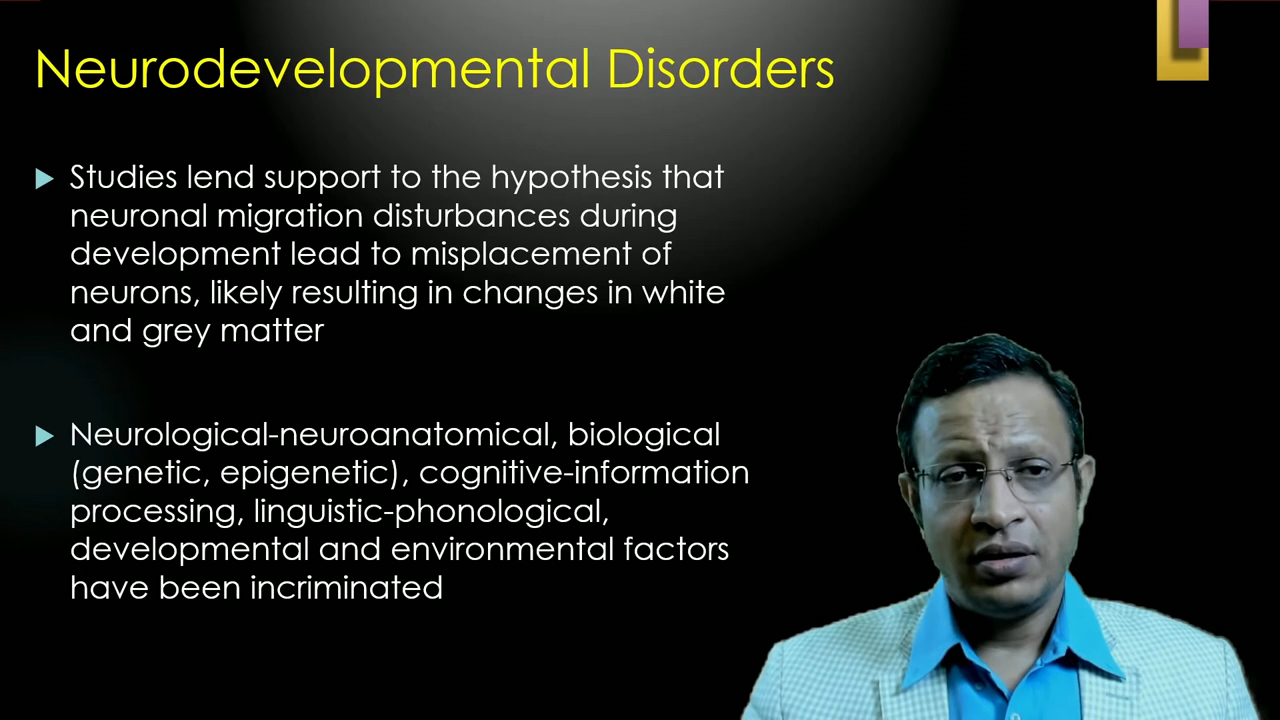 Neurodevelopmental Disorders
Studies lend support to the hypothesis that
neuronal migration disturbances during
development lead to misplacement of
neurons, likely resulting in changes in white
and grey matter
Neurological-neuroanatomical, biological
(genetic, epigenetic), cognitive-information
processing, linguistic-phonological,
developmental and environmental factors
have been incriminated